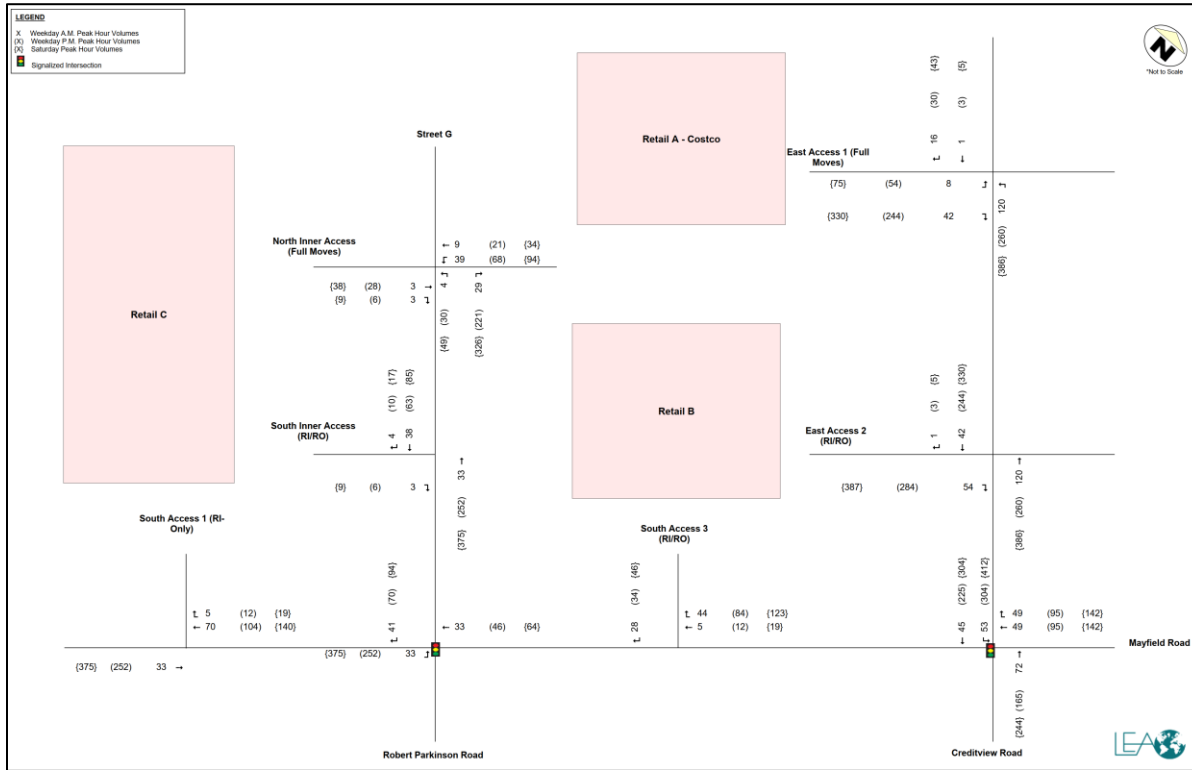 LEGEND
X Weekday A.M. Peak Hour Volumes
(X) Weekday P.M. Peak Hour Volumes
{X} Saturday Peak Hour Volumes
Signalized Intersection
N
*Not to Scale
Street G
Retail A - Costco
East Access 1 (Full
Moves)
16 (30) {43}
1 (3) {5}
{75} (54) 8
{330} (244) 42
120 (260) {386}
North Inner Access
(Full Moves)
← 9 (21) {34}
39 (68) {94}
{38} (28) 3 →
{9} (6) 3
4 (30) {49}
29 (221) {326}
Retail C
Retail B
South Inner Access
(RI/RO)
4 (10) {17}
38 (63) {85}
{9} (6) 3
33 (252) {375}
East Access 2
(RI/RO)
1 (3) {5}
42 (244) {330}
{387} (284) 54
120 (260) {386}
South Access 1 (RI-
Only)
5 (12) {19}
← 70 (104) {140}
{375} (252) 33 →
41 (70) {94}
← 33 (46) {64}
{375} (252) 33
South Access 3
(RI/RO)
28 (34) {46}
44 (84) {123}
← 5 (12) {19}
45 (225) {304}
53 (304) {412}
49 (95) {142}
← 49 (95) {142}
72 (165) {244}
Mayfield Road
Robert Parkinson Road
Creditview Road
LEA